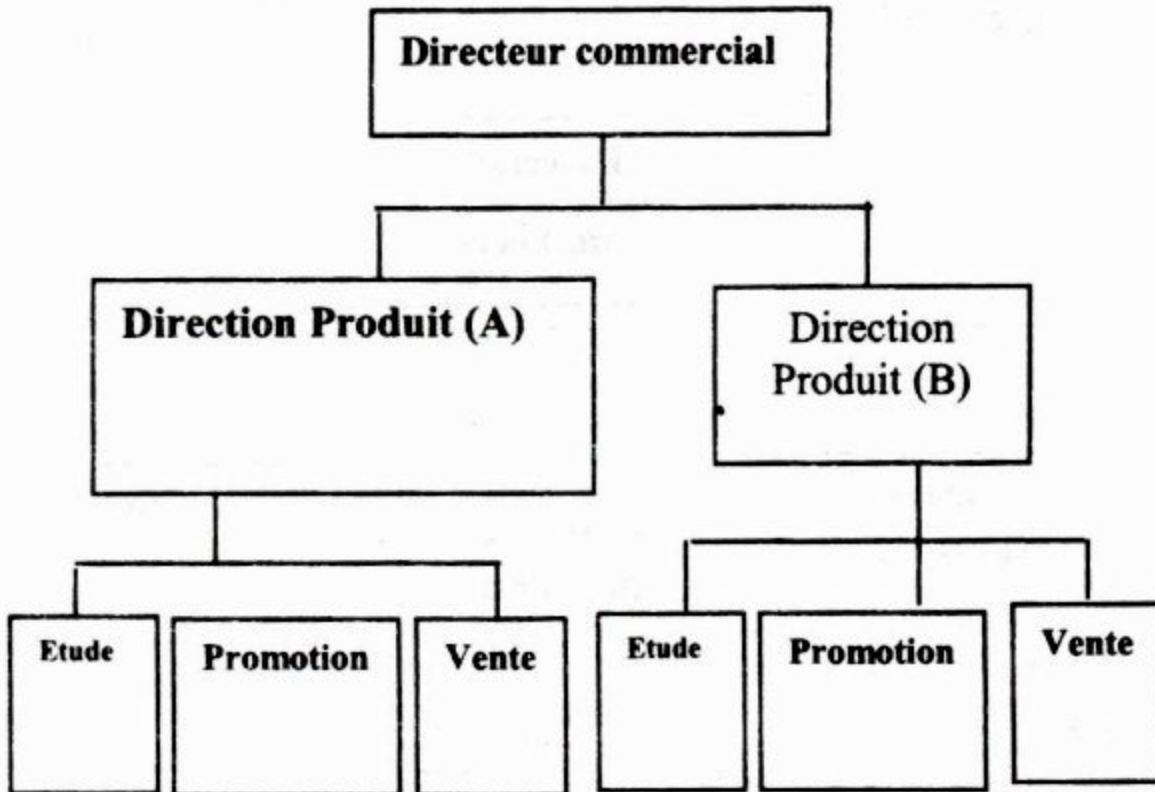 Directeur commercial
Direction Produit (A)
Direction
Produit (B)
Etude
Promotion
Vente
Etude
Promotion
Vente